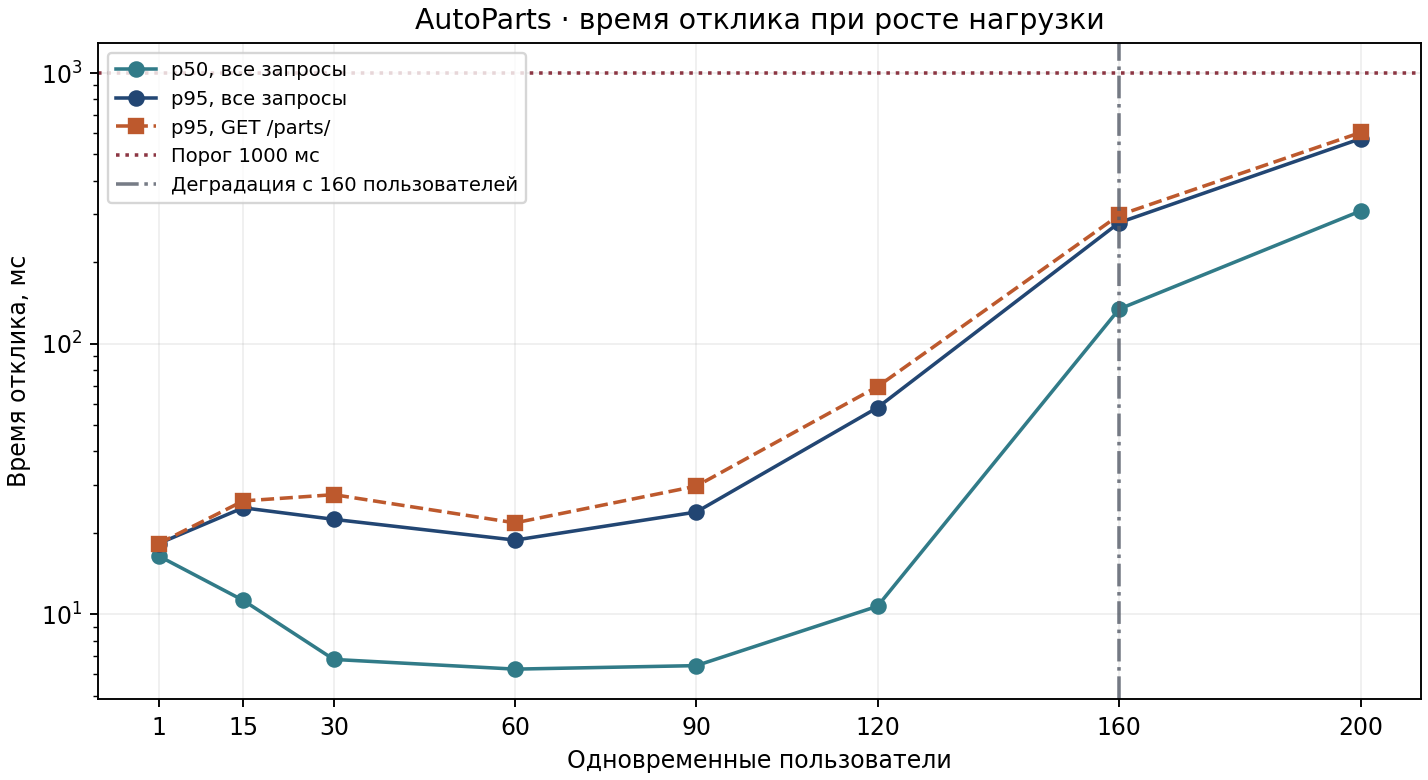 AutoParts · время отклика при росте нагрузки
p50, все запросы
p95, все запросы
p95, GET /parts/
Порог 1000 мс
Деградация с 160 пользователей
Время отклика, мс
10³
10²
10¹
1 15 30 60 90 120 160 200
Одновременные пользователи